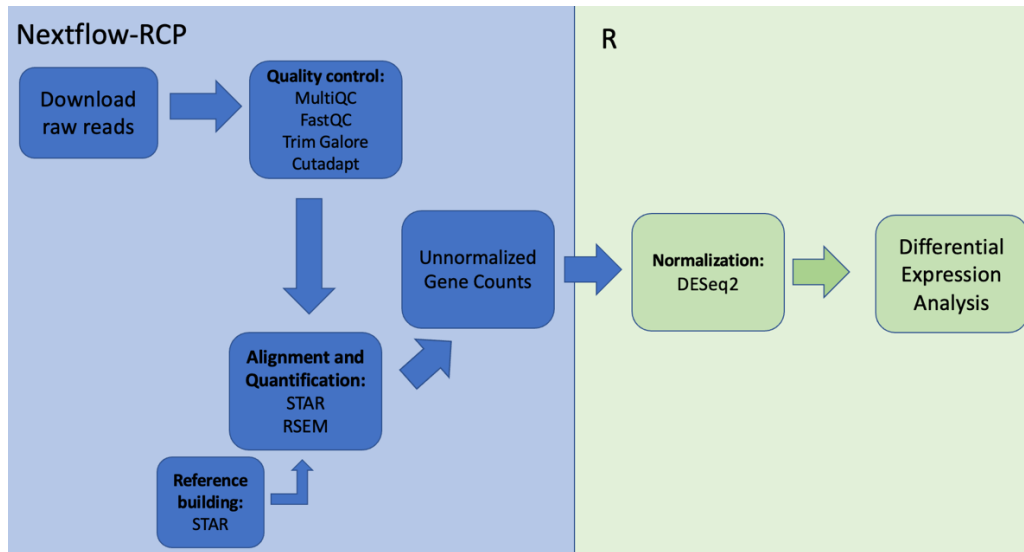 Nextflow-RCP
Download
raw reads
Quality control:
MultiQC
FastQC
Trim Galore
Cutadapt
Alignment and
Quantification:
STAR
RSEM
Reference
building:
STAR
Unnormalized
Gene Counts
R
Normalization:
DESeq2
Differential
Expression
Analysis